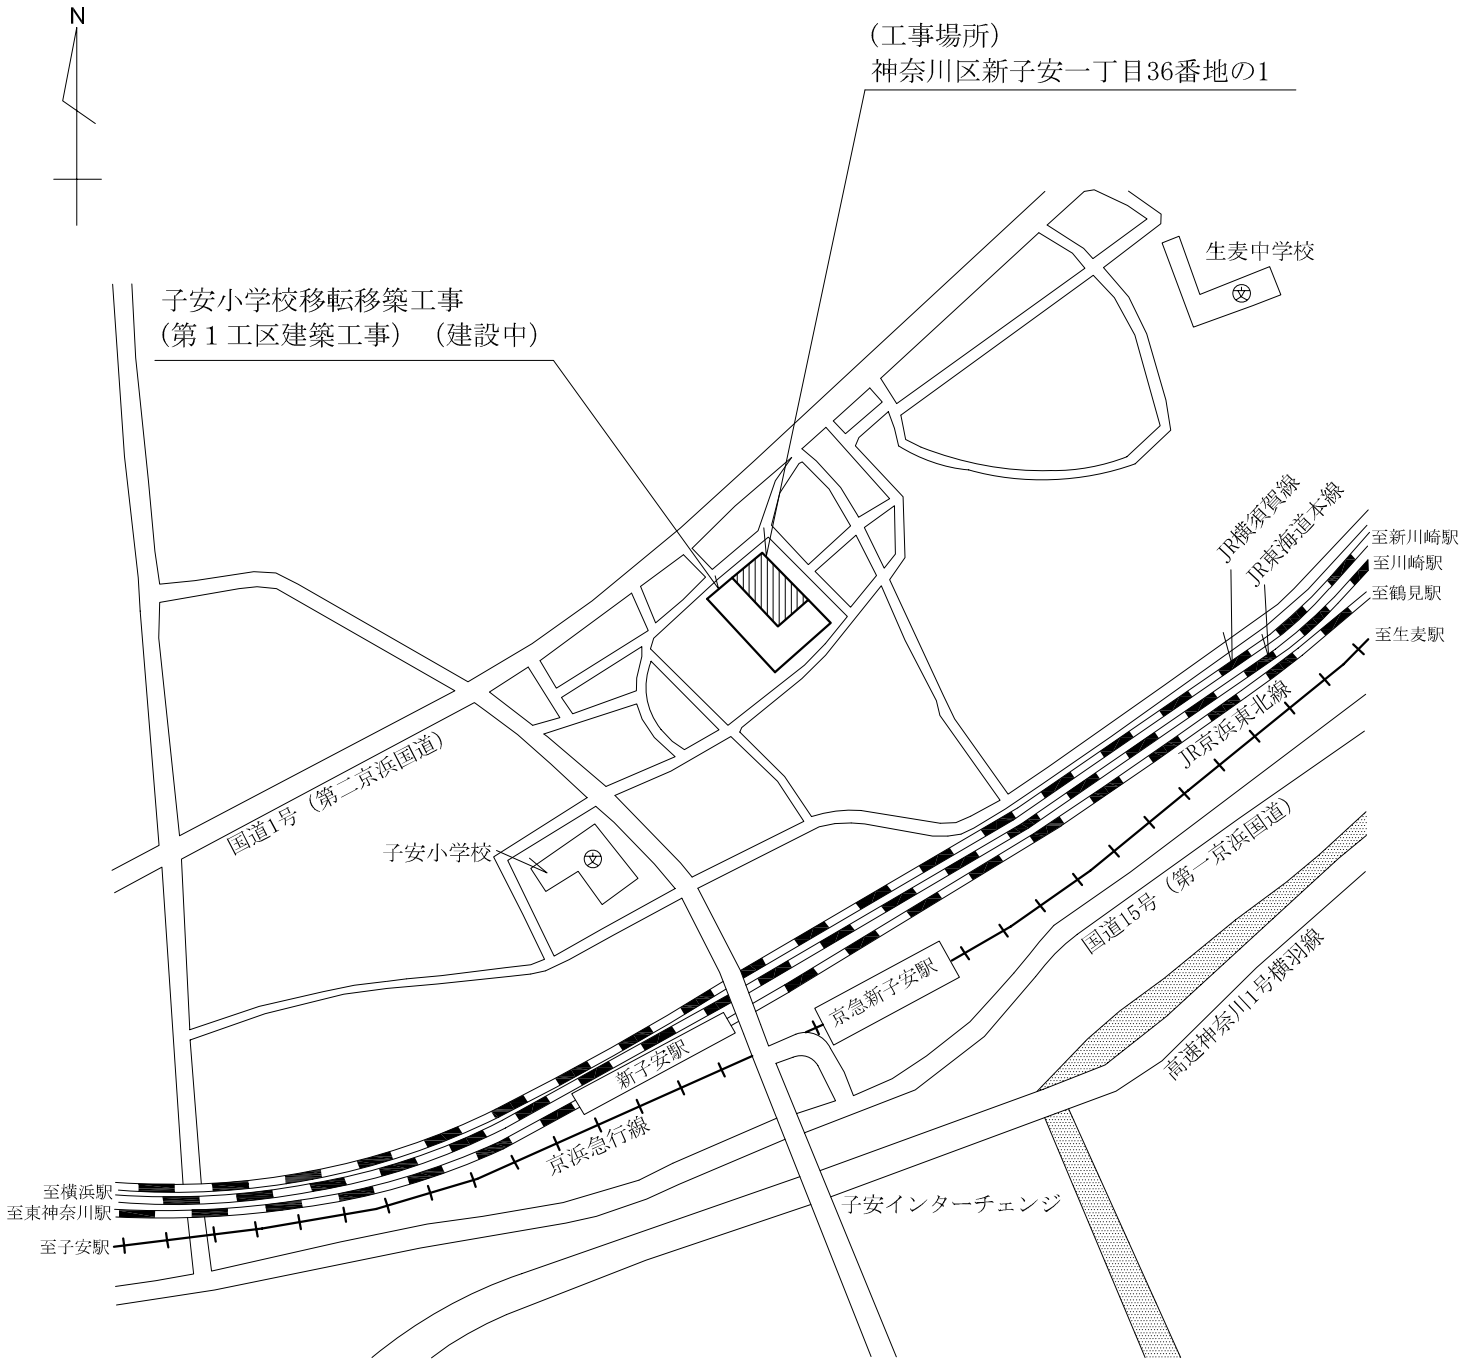 N
（工事場所）
神奈川区新子安一丁目36番地の1
生麦中学校
文
子安小学校移転移築工事
（第１工区建築工事）（建設中）
JR横須賀線
JR東海道本線
至新川崎駅
至川崎駅
至鶴見駅
至生麦駅
JR京浜東北線
国道1号（第二京浜国道）
子安小学校
文
国道15号（第一京浜国道）
京急新子安駅
高速神奈川1号横羽線
新子安駅
京浜急行線
至横浜駅
至東神奈川駅
至子安駅
子安インターチェンジ